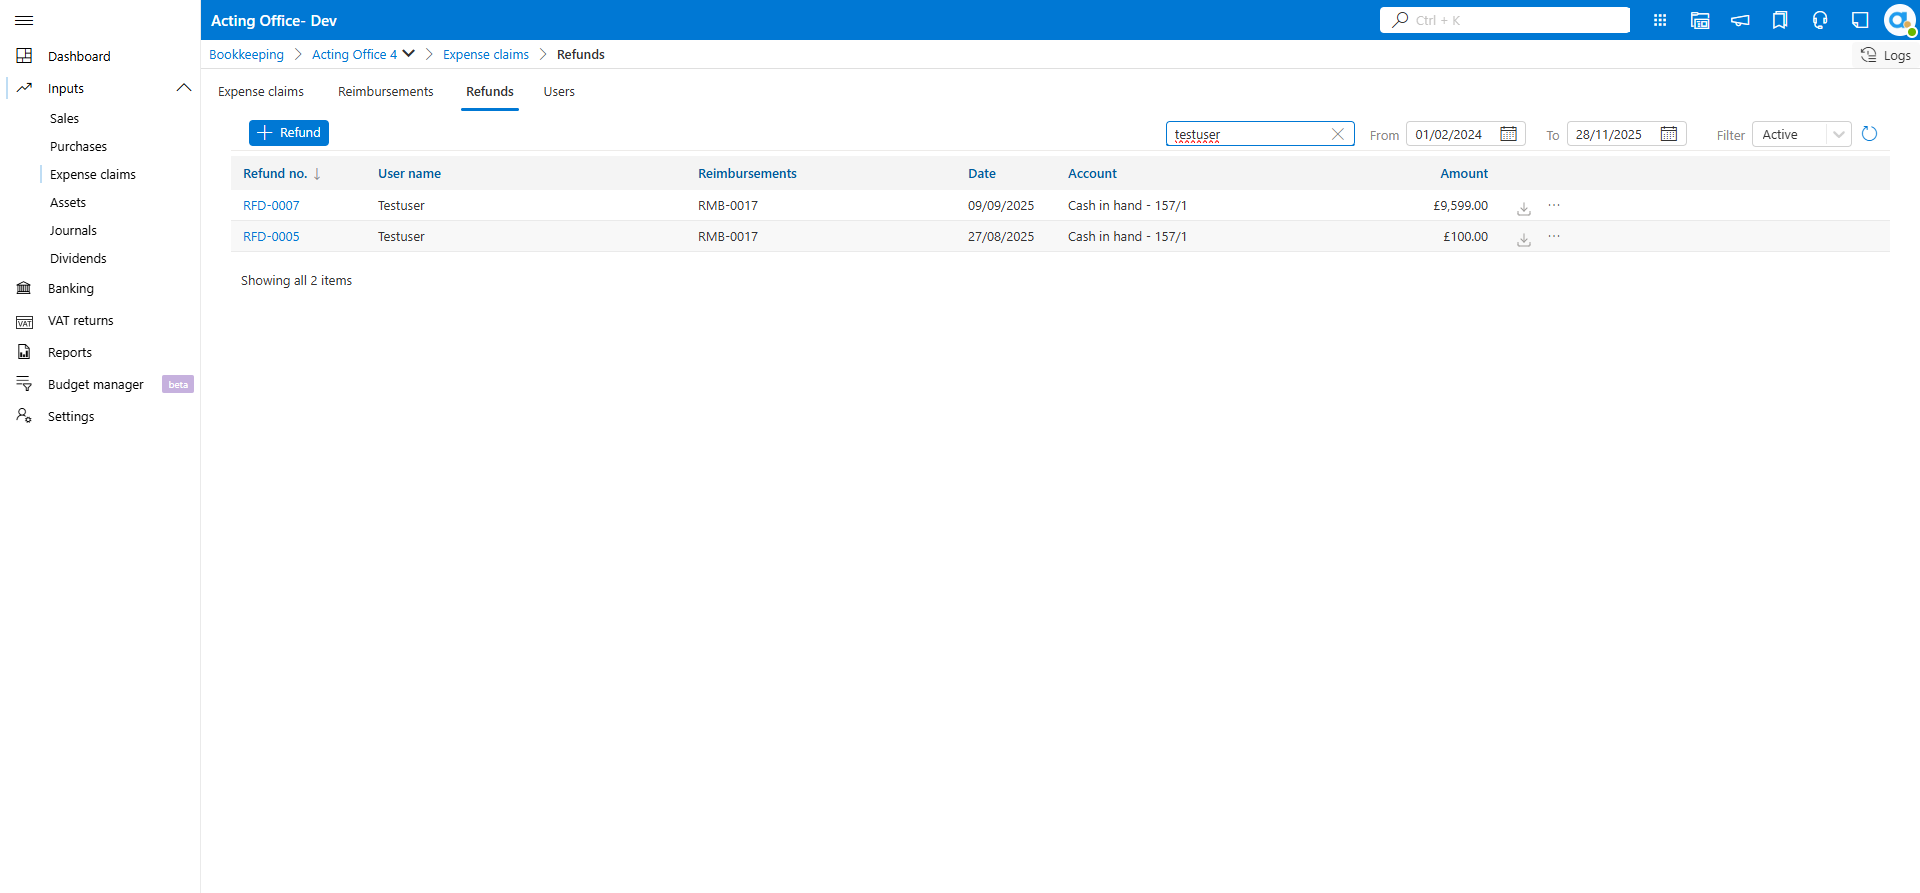 Acting Office- Dev
Ctrl + K
Bookkeeping
Acting Office 4
Expense claims
Refunds
Logs
Dashboard
Inputs
Sales
Purchases
Expense claims
Assets
Journals
Dividends
Banking
VAT
VAT returns
Reports
Budget manager
beta
Settings
Expense claims
Reimbursements
Refunds
Users
Refund
testuser
From
01/02/2024
To
28/11/2025
Filter
Active
Refund no. User name Reimbursements Date Account Amount
RFD-0007 Testuser RMB-0017 09/09/2025 Cash in hand - 157/1 £9,599.00
RFD-0005 Testuser RMB-0017 27/08/2025 Cash in hand - 157/1 £100.00
Showing all 2 items